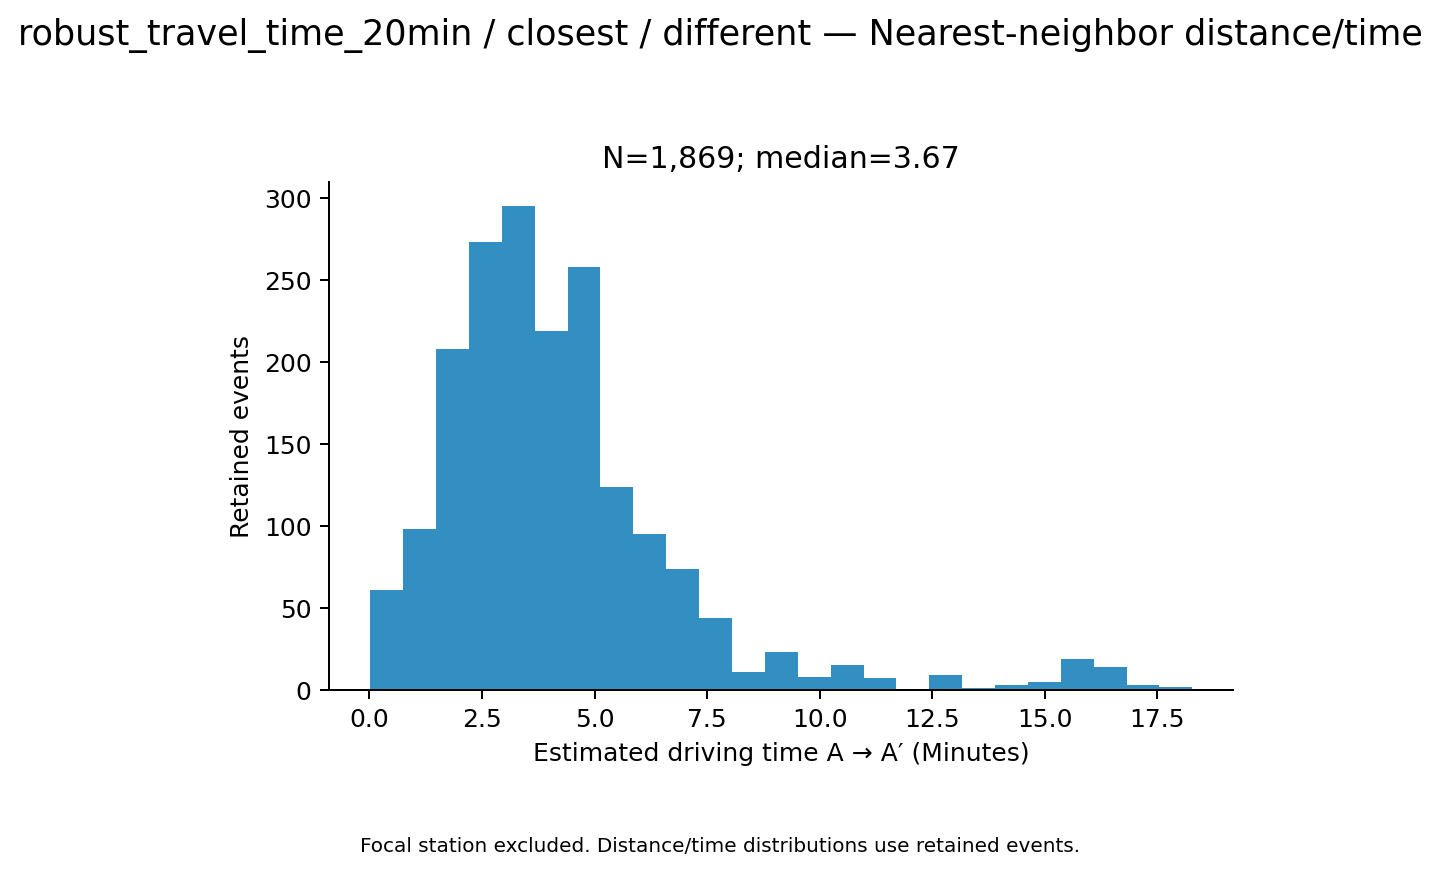 robust_travel_time_20min / closest / different — Nearest-neighbor distance/time
N=1,869; median=3.67
300
250
200
150
100
50
0
Retained events
0.0 2.5 5.0 7.5 10.0 12.5 15.0 17.5
Estimated driving time A → A′ (Minutes)
Focal station excluded. Distance/time distributions use retained events.